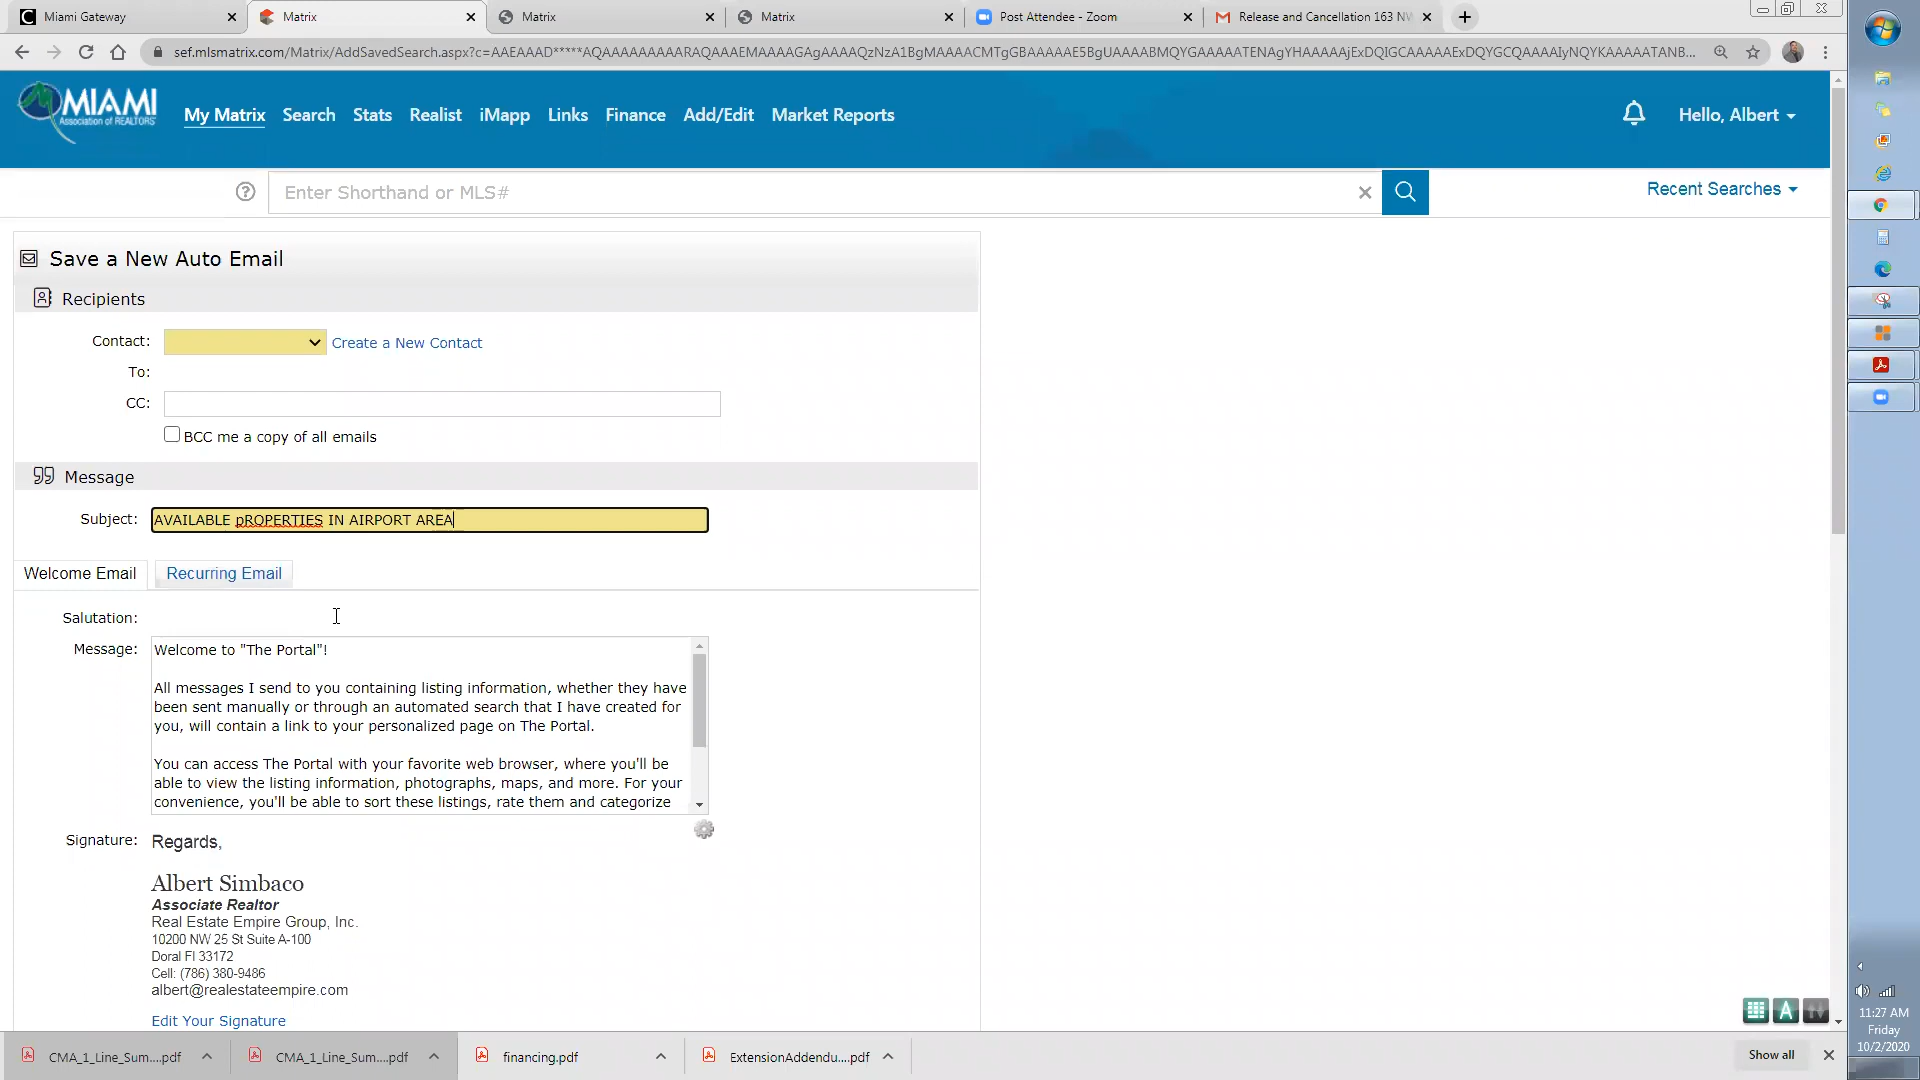 Miami Gateway
Matrix
Matrix
Matrix
Post Attendee - Zoom
Release and Cancellation 163 NW
sef.mlsmatrix.com/Matrix/AddSavedSearch.aspx?c=AAEAAAD*****AQAAAAAAAAARAQAAAEMAAAAGAgAAAAQzNzA1BgMAAAACMTgGBAAAAAE5BgUAAAABMQYGAAAAATENAgYHAAAAAjExDQIGCAAAAAExDQYGCQAAAAIyNQYKAAAAATANB...
MIAMI
Association of REALTORS®
My Matrix
Search
Stats
Realist
iMapp
Links
Finance
Add/Edit
Market Reports
Hello, Albert
Enter Shorthand or MLS#
Recent Searches
Save a New Auto Email
Recipients
Contact:
Create a New Contact
To:
CC:
BCC me a copy of all emails
Message
Subject: AVAILABLE pROPERTIES IN AIRPORT AREA
Welcome Email
Recurring Email
Salutation:
Message: Welcome to "The Portal"!
All messages I send to you containing listing information, whether they have
been sent manually or through an automated search that I have created for
you, will contain a link to your personalized page on The Portal.
You can access The Portal with your favorite web browser, where you'll be
able to view the listing information, photographs, maps, and more. For your
convenience, you'll be able to sort these listings, rate them and categorize
Signature: Regards,
Albert Simbaco
Associate Realtor
Real Estate Empire Group, Inc.
10200 NW 25 St Suite A-100
Doral Fl 33172
Cell: (786) 380-9486
albert@realestateempire.com
Edit Your Signature
CMA_1_Line_Sum....pdf
CMA_1_Line_Sum....pdf
financing.pdf
ExtensionAddendu....pdf
Show all
11:27 AM
Friday
10/2/2020